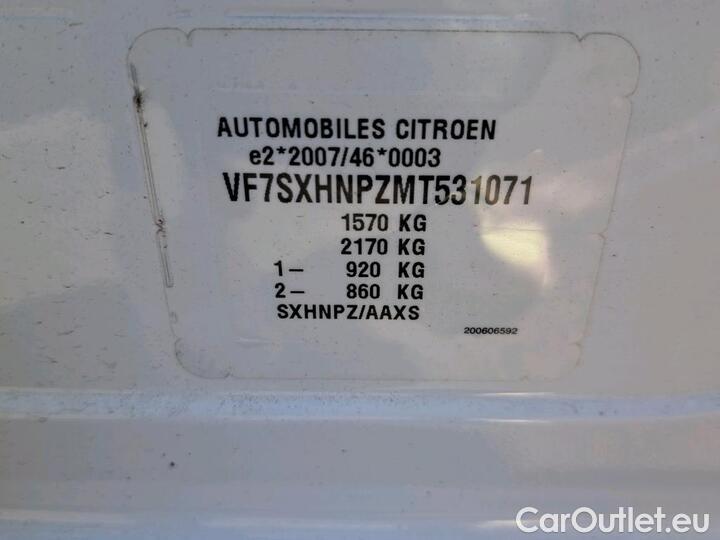 AUTOMOBILES CITROEN
e2*2007/46*0003
VF7SXHNPZMT531071
1570 KG
2170 KG
1- 920 KG
2- 860 KG
SXHNPZ/AAXS
200606592
CarOutlet.eu